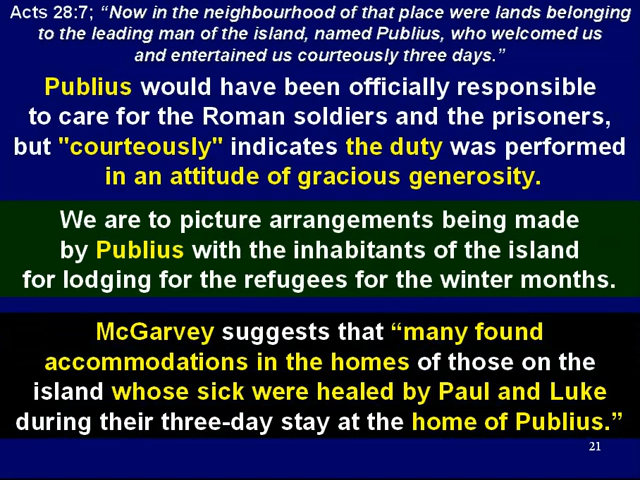 Acts 28:7; “Now in the neighbourhood of that place were lands belonging
to the leading man of the island, named Publius, who welcomed us
and entertained us courteously three days.”
Publius would have been officially responsible
to care for the Roman soldiers and the prisoners,
but "courteously" indicates the duty was performed
in an attitude of gracious generosity.
We are to picture arrangements being made
by Publius with the inhabitants of the island
for lodging for the refugees for the winter months.
McGarvey suggests that “many found
accommodations in the homes of those on the
island whose sick were healed by Paul and Luke
during their three-day stay at the home of Publius.”
21